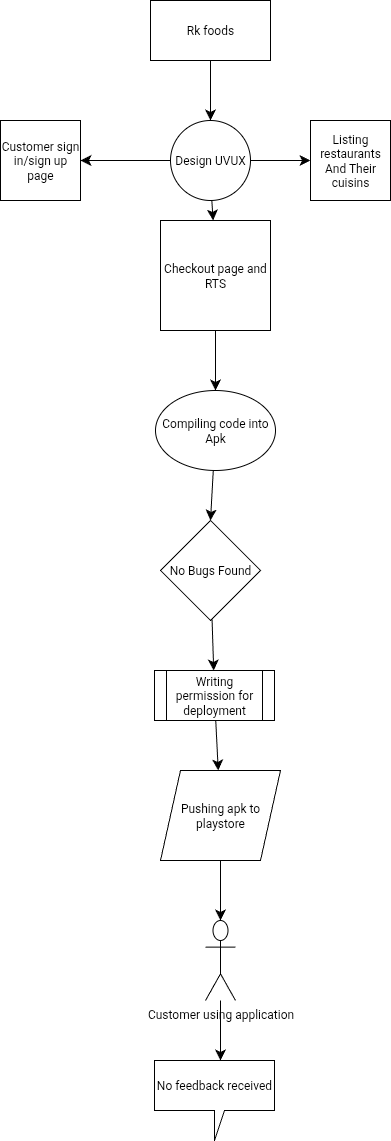 Rk foods
Customer sign
in/sign up
page
Design UVUX
Listing
restaurants
And Their
cuisins
Checkout page and
RTS
Compiling code into
Apk
No Bugs Found
Writing
permission for
deployment
Pushing apk to
playstore
Customer using application
No feedback received